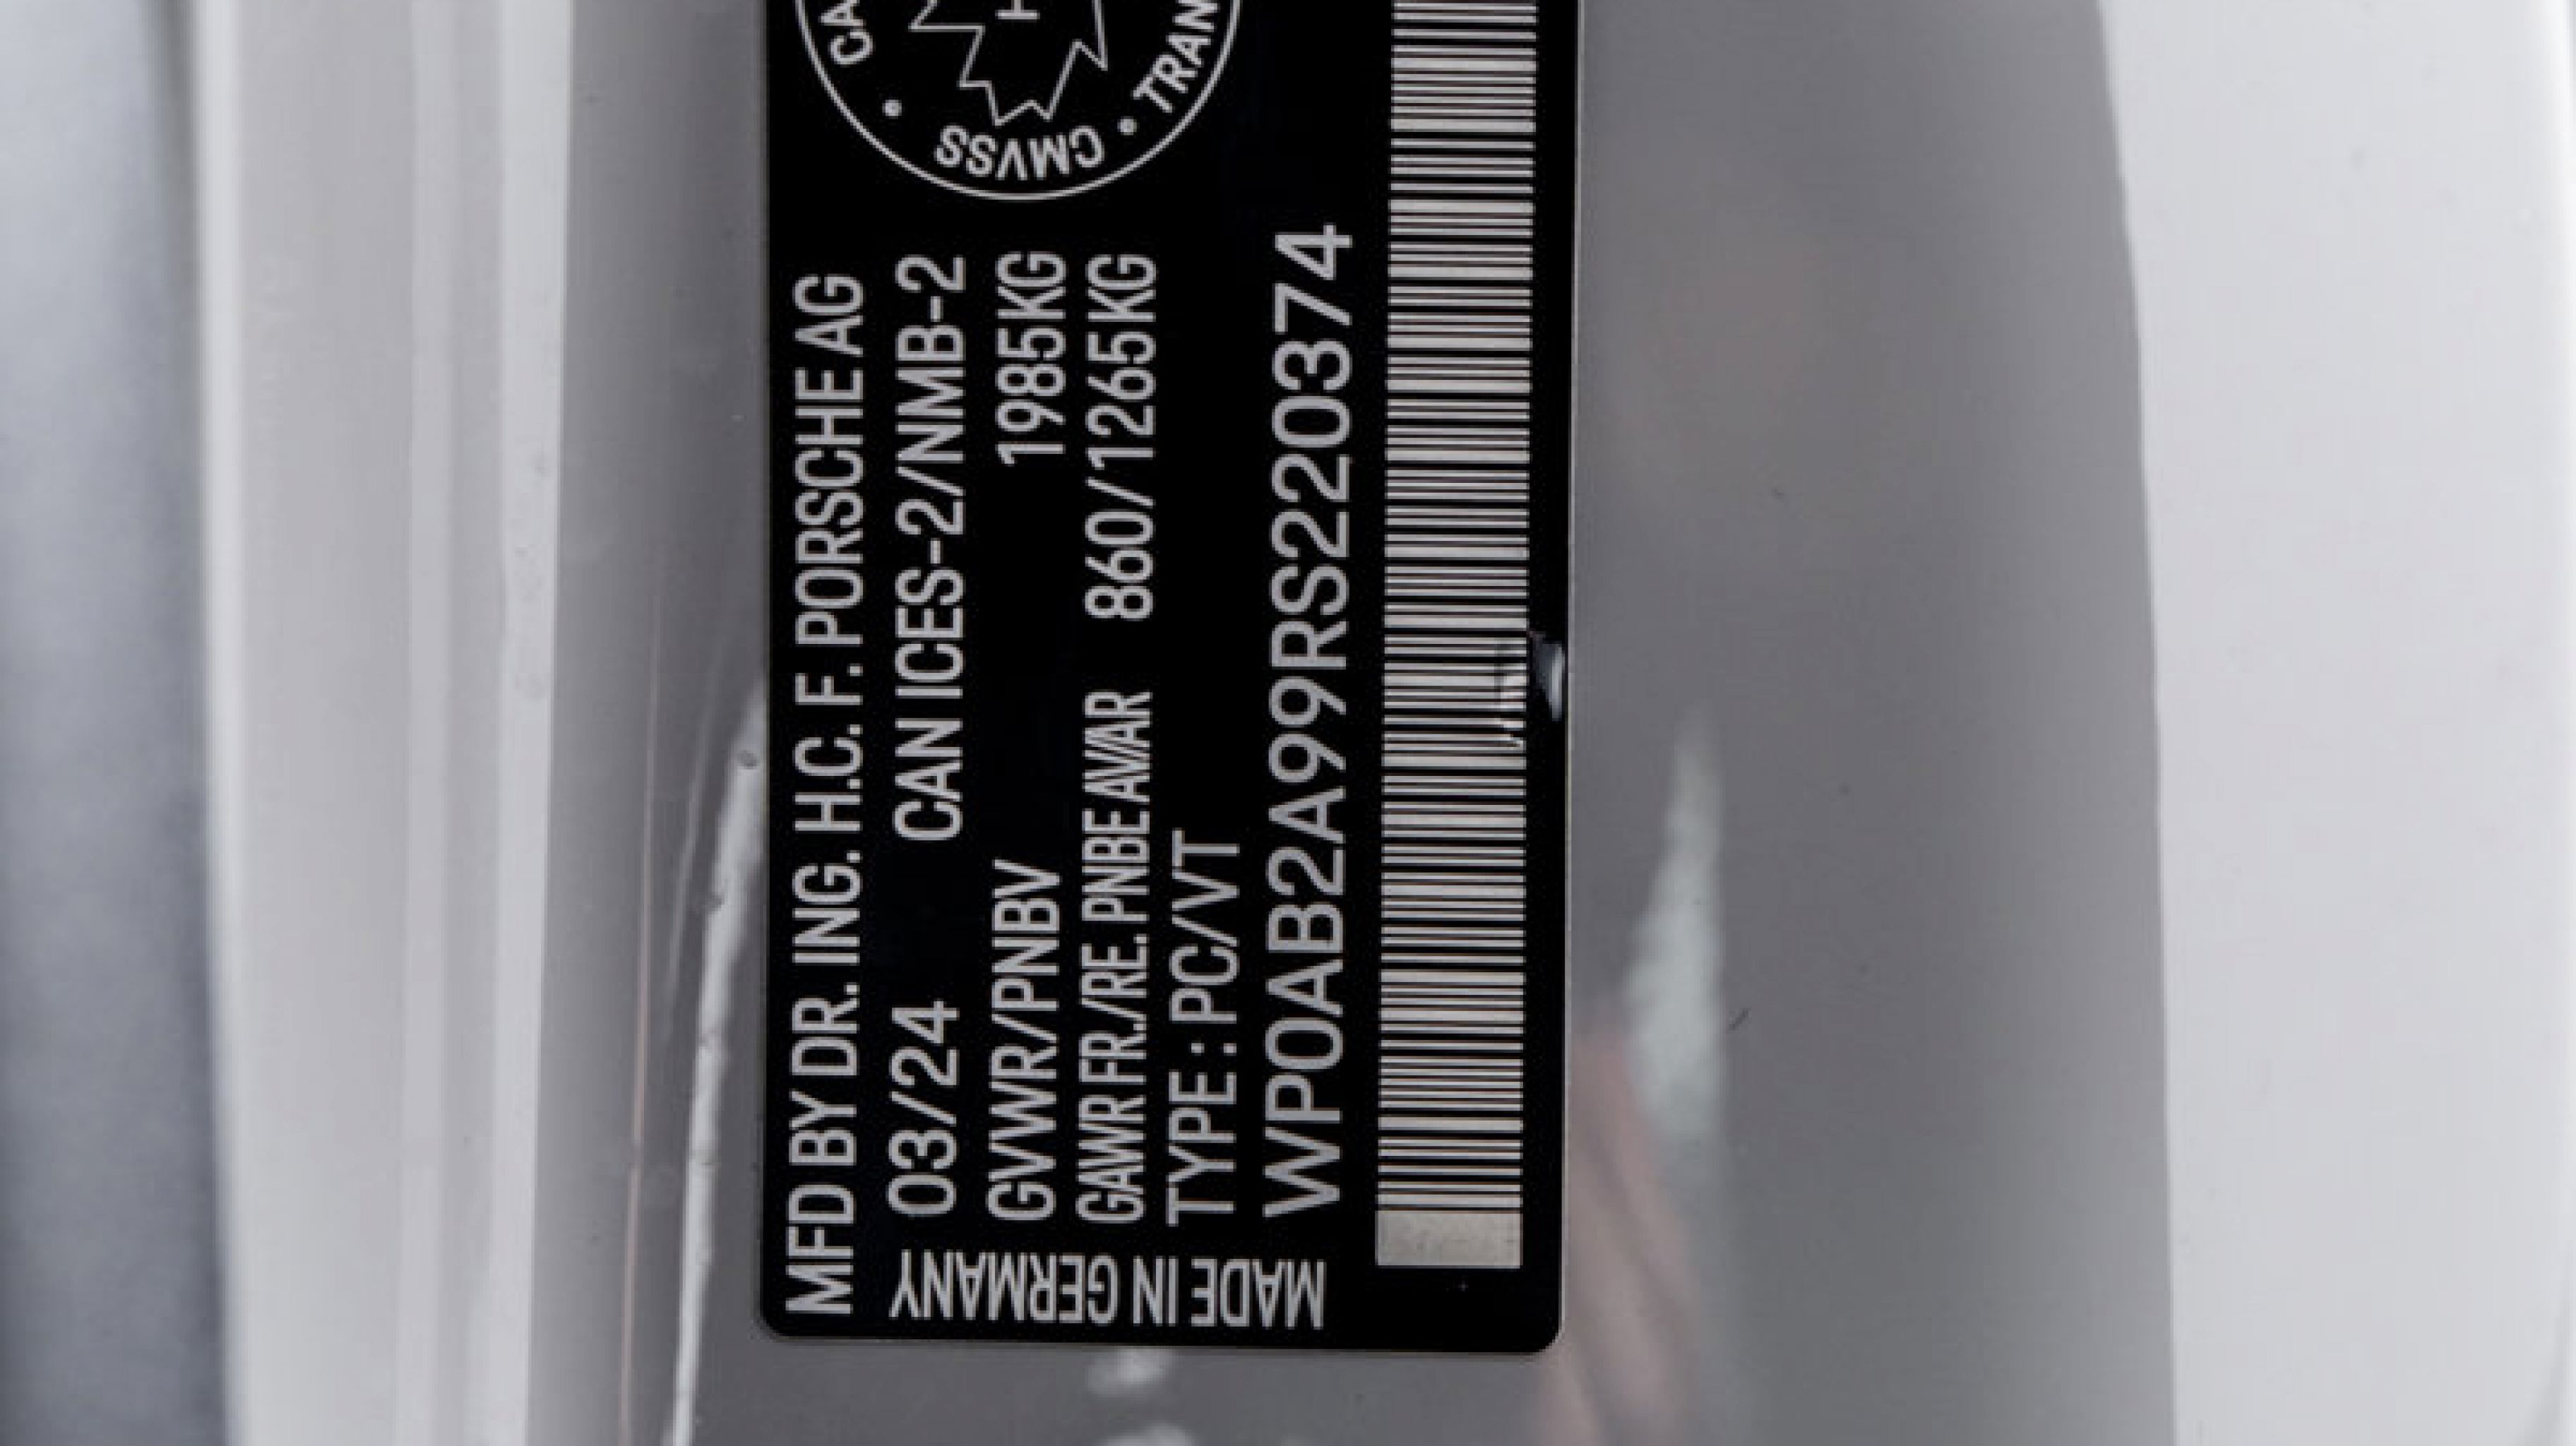 MFD BY DR. ING. H.C. F. PORSCHE AG
03/24 CAN ICES-2/NMB-2
GVWR/PNBV 1985KG
GAWR FR./RE. PNBE AV/AR 860/1265KG
TYPE : PC/VT
WP0AB2A99RS220374
MADE IN GERMANY
CMVSS